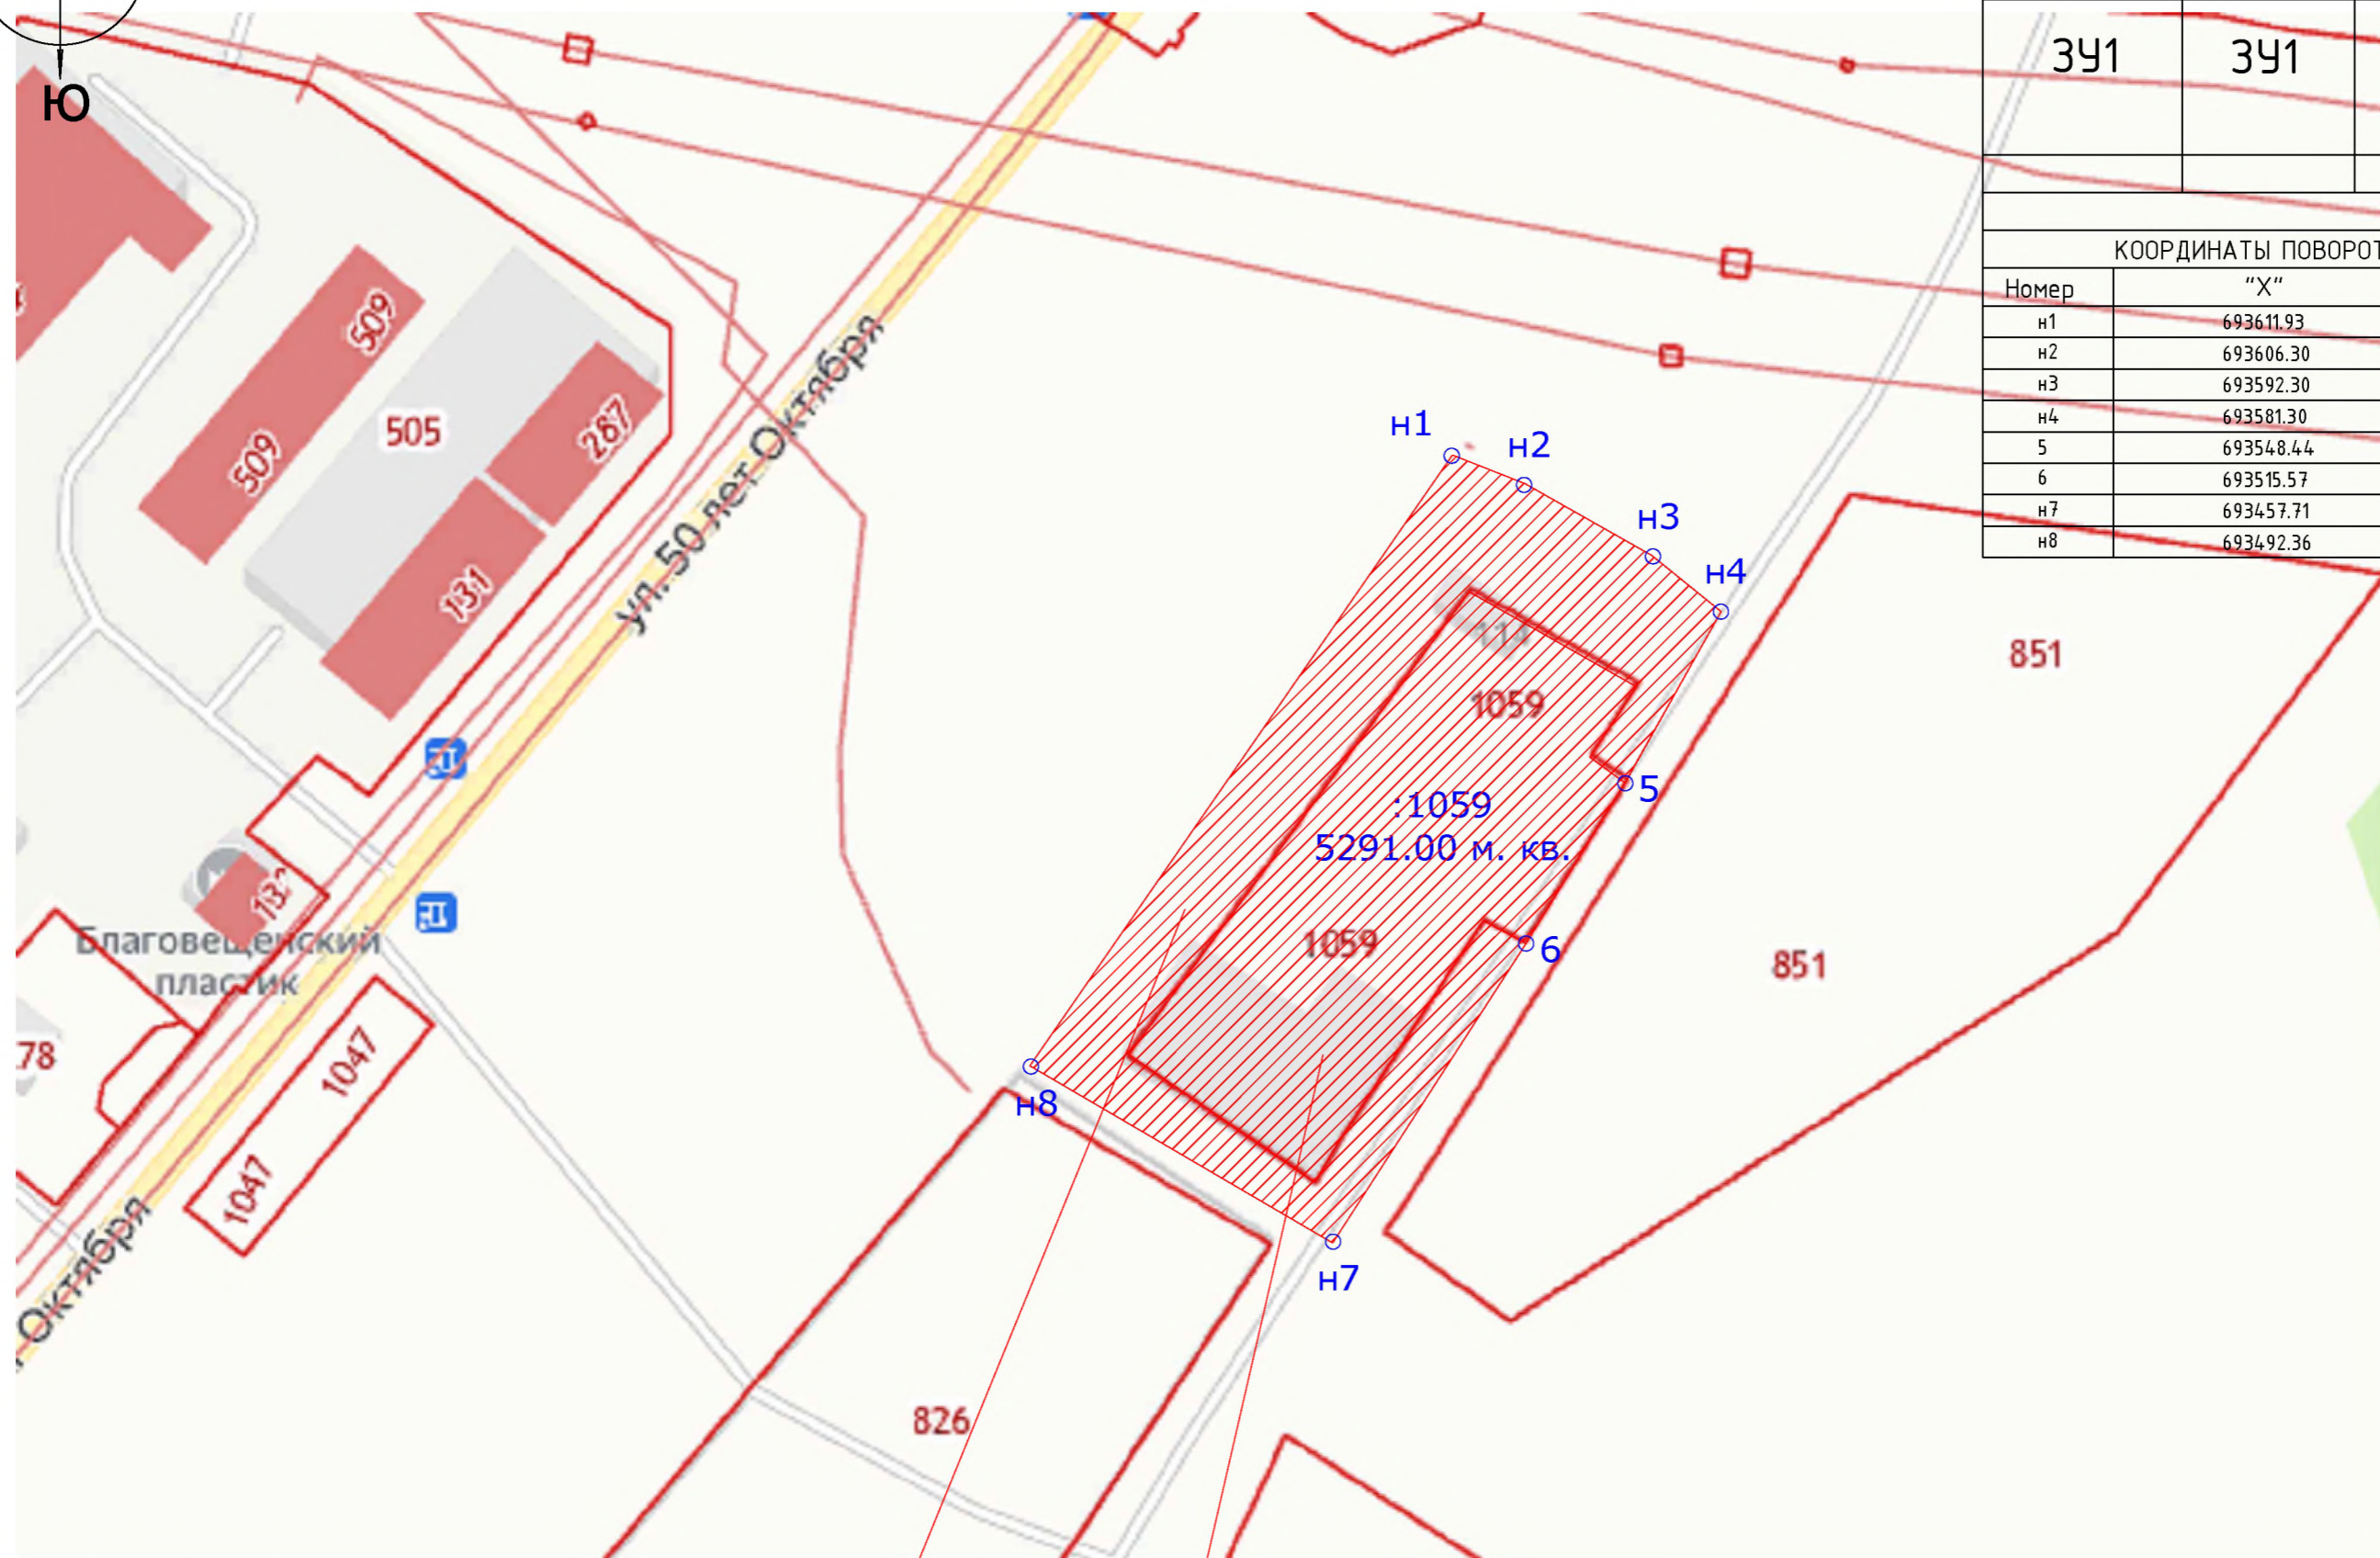 Ю
ЗУ1
ЗУ1
КООРДИНАТЫ ПОВОРОТ
Номер
"X"
н1
693611.93
н2
693606.30
н3
693592.30
н4
693581.30
5
693548.44
6
693515.57
н7
693457.71
н8
693492.36
509
509
505
287
131
ул. 50 лет Октября
н1
н2
н3
н4
414
1059
:1059
5291.00 м. кв.
5
6
1059
851
851
132
Благовещенский
пластик
78
1047
1047
Октября
н8
н7
826